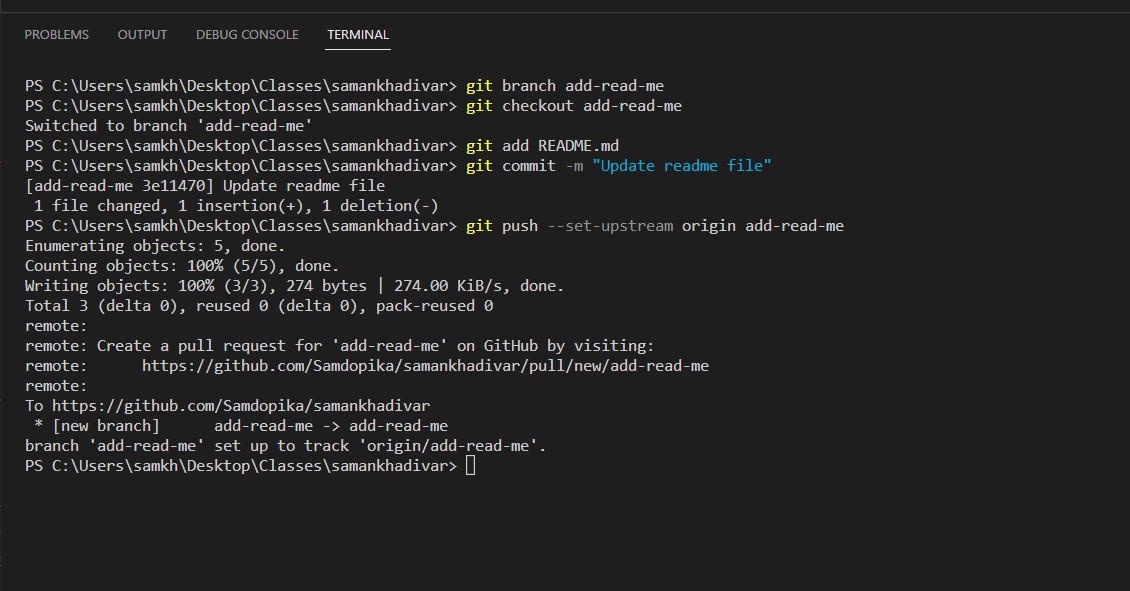 PROBLEMS OUTPUT DEBUG CONSOLE TERMINAL
PS C:\Users\samkh\Desktop\Classes\samankhadivar> git branch add-read-me
PS C:\Users\samkh\Desktop\Classes\samankhadivar> git checkout add-read-me
Switched to branch 'add-read-me'
PS C:\Users\samkh\Desktop\Classes\samankhadivar> git add README.md
PS C:\Users\samkh\Desktop\Classes\samankhadivar> git commit -m "Update readme file"
[add-read-me 3e11470] Update readme file
 1 file changed, 1 insertion(+), 1 deletion(-)
PS C:\Users\samkh\Desktop\Classes\samankhadivar> git push --set-upstream origin add-read-me
Enumerating objects: 5, done.
Counting objects: 100% (5/5), done.
Writing objects: 100% (3/3), 274 bytes | 274.00 KiB/s, done.
Total 3 (delta 0), reused 0 (delta 0), pack-reused 0
remote:
remote: Create a pull request for 'add-read-me' on GitHub by visiting:
remote:      https://github.com/Samdopika/samankhadivar/pull/new/add-read-me
remote:
To https://github.com/Samdopika/samankhadivar
 * [new branch]      add-read-me -> add-read-me
branch 'add-read-me' set up to track 'origin/add-read-me'.
PS C:\Users\samkh\Desktop\Classes\samankhadivar>